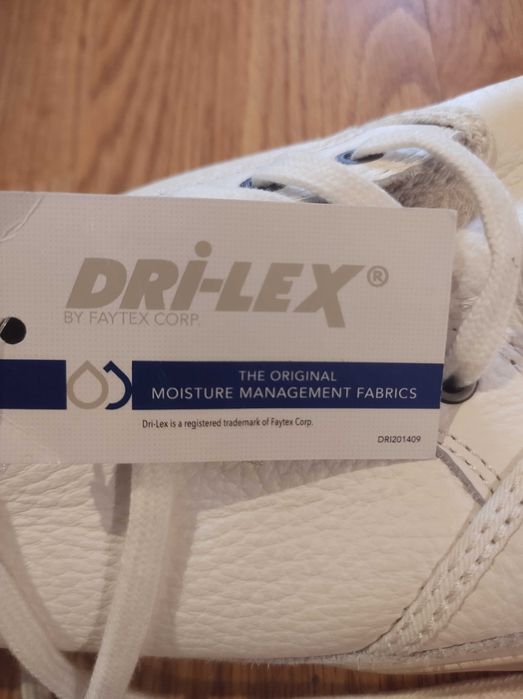 DRi-LEX®
BY FAYTEX CORP.
THE ORIGINAL
MOISTURE MANAGEMENT FABRICS
Dri-Lex is a registered trademark of Faytex Corp.
DRI201409